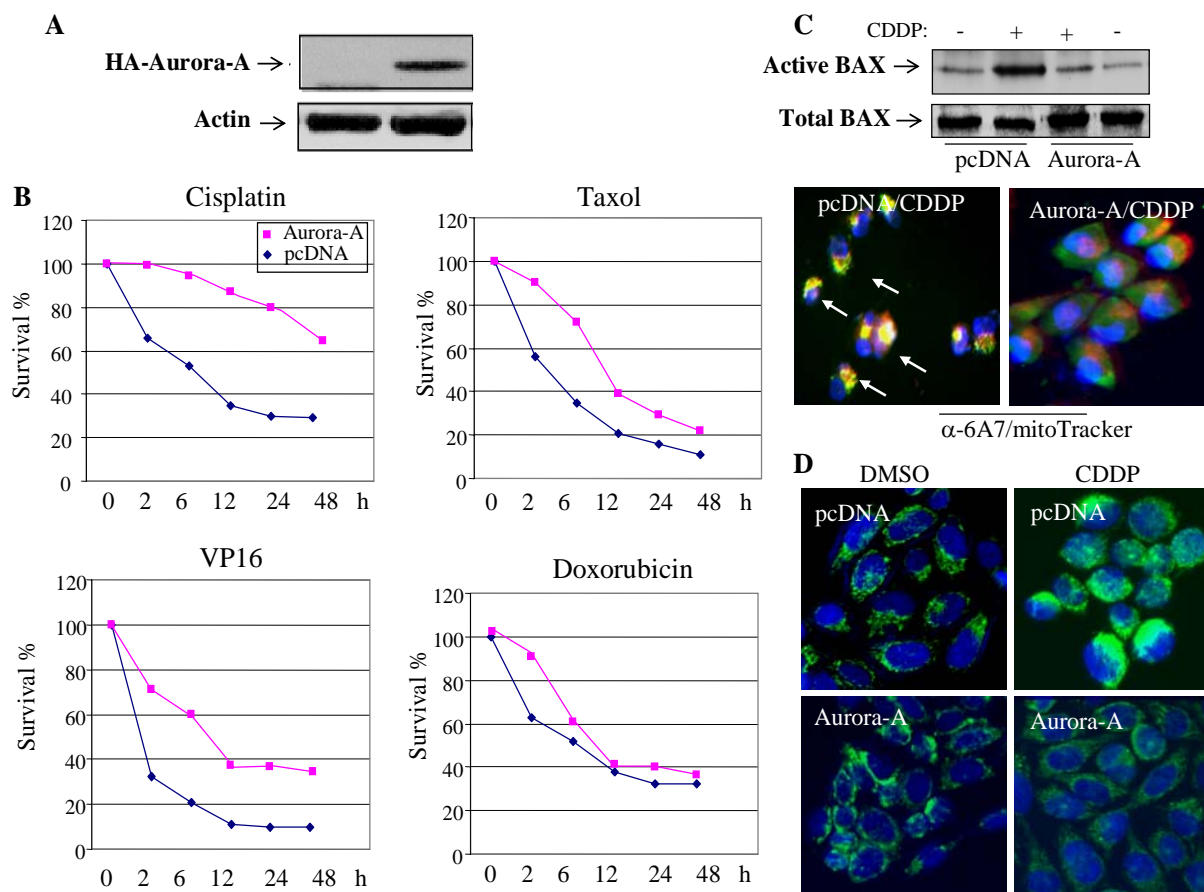 A
HA-Aurora-A →
Actin →
B
Cisplatin
Survival %
120
100
80
60
40
20
0
Aurora-A
pcDNA
0 2 6 12 24 48 h
Taxol
Survival %
120
100
80
60
40
20
0
0 2 6 12 24 48 h
VP16
Survival %
120
100
80
60
40
20
0
0 2 6 12 24 48 h
Doxorubicin
Survival %
120
100
80
60
40
20
0
0 2 6 12 24 48 h
C
CDDP: - + + -
Active BAX →
Total BAX →
pcDNA Aurora-A
pcDNA/CDDP
Aurora-A/CDDP
α-6A7/mitoTracker
D
DMSO CDDP
pcDNA pcDNA
Aurora-A Aurora-A